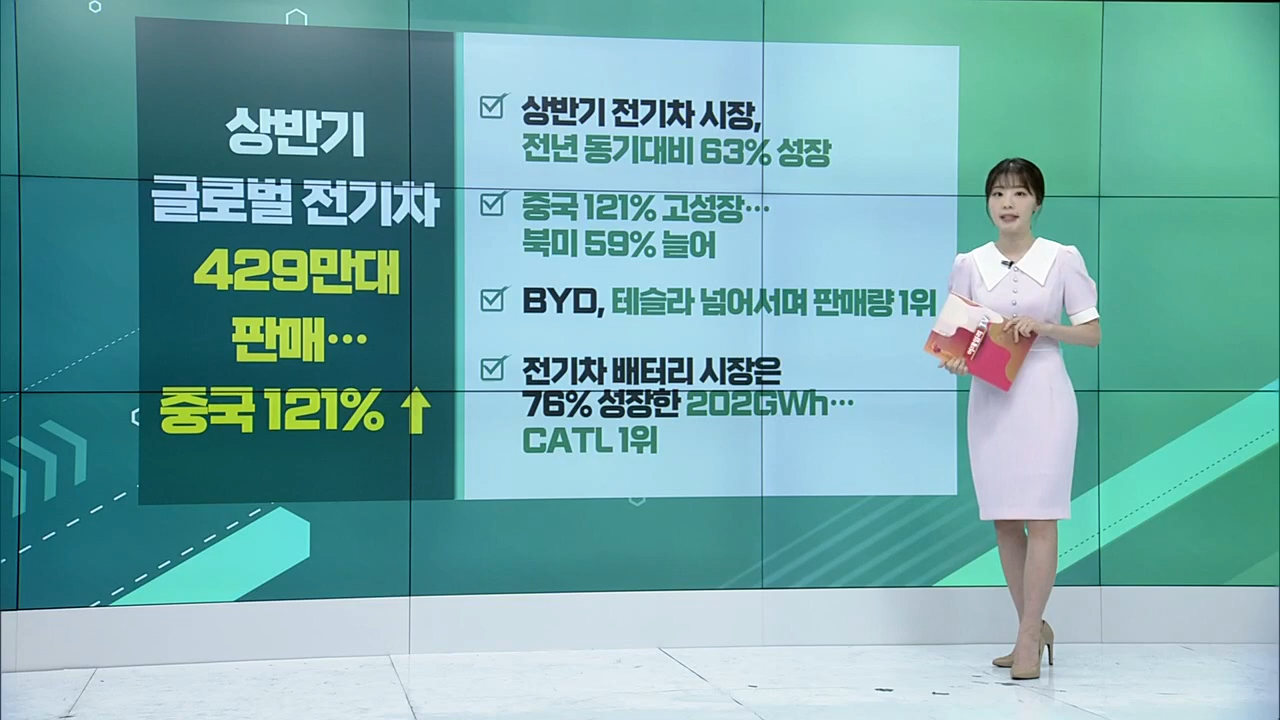 상반기
글로벌 전기차
429만대
판매…
중국 121% ↑
상반기 전기차 시장,
전년 동기대비 63% 성장
중국 121% 고성장…
북미 59% 늘어
BYD, 테슬라 넘어서며 판매량 1위
전기차 배터리 시장은
76% 성장한 202GWh…
CATL 1위